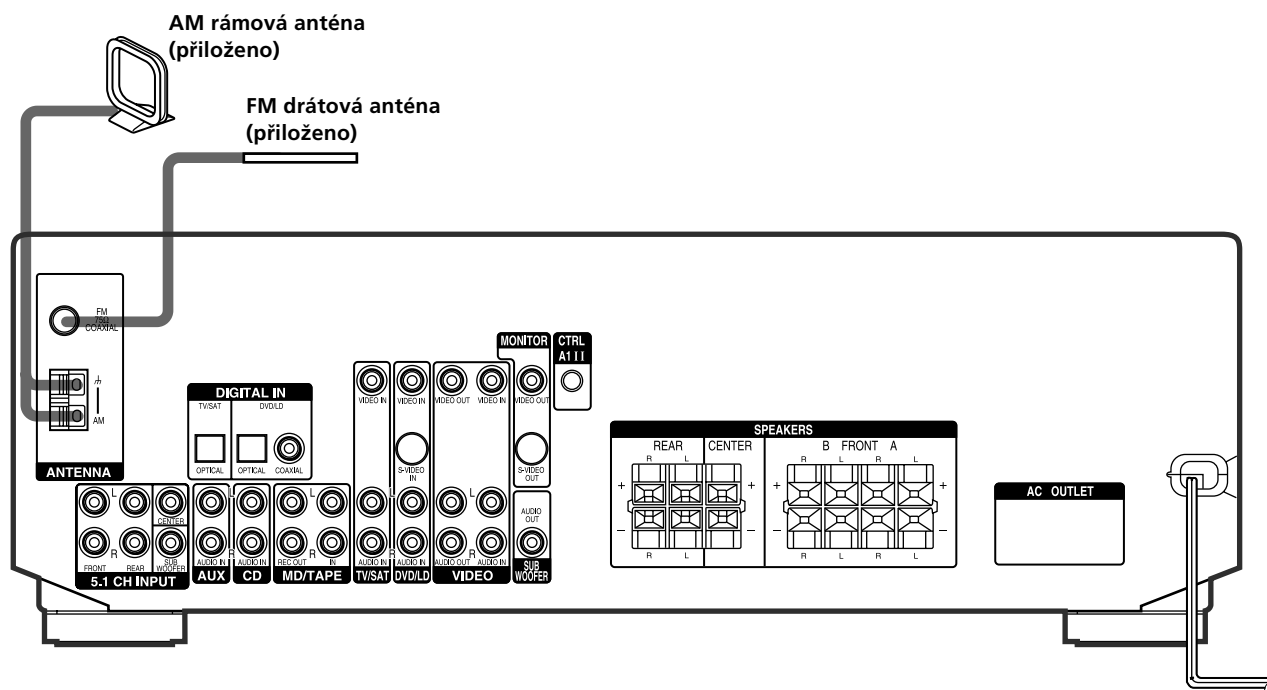 AM rámová anténa
(přiloženo)
FM drátová anténa
(přiloženo)
FM
75Ω
COAXIAL
AM
ANTENNA
DIGITAL IN
TV/SAT
DVD/LD
OPTICAL
OPTICAL
COAXIAL
L
R
FRONT
REAR
CENTER
SUB
WOOFER
5.1 CH INPUT
L
R
AUDIO IN
AUX
AUDIO IN
CD
L
R
REC OUT
IN
MD/TAPE
VIDEO IN
L
R
AUDIO IN
TV/SAT
VIDEO IN
S-VIDEO
IN
AUDIO IN
DVD/LD
VIDEO OUT
VIDEO IN
L
R
AUDIO OUT
AUDIO IN
VIDEO
MONITOR
VIDEO OUT
S-VIDEO
OUT
AUDIO
OUT
SUB
WOOFER
CTRL
A1 II
SPEAKERS
REAR
CENTER
B FRONT A
R L
R L R L
+ +
+
– –
–
R L
R L R L
AC OUTLET